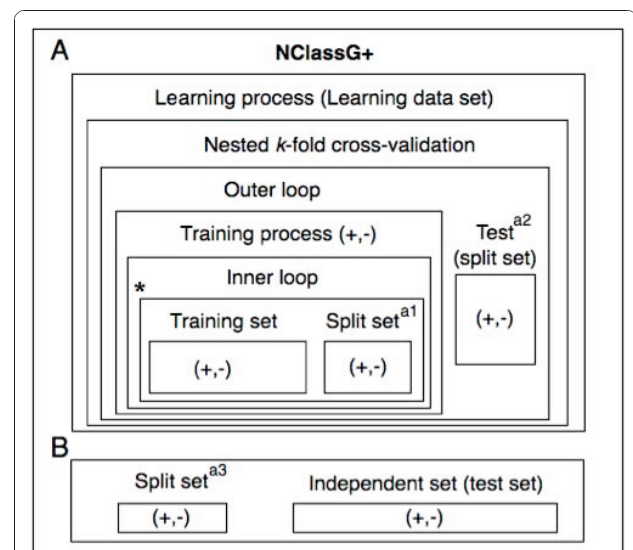 A
NClassG+
Learning process (Learning data set)
Nested k-fold cross-validation
Outer loop
Training process (+,-)
Test^a2
(split set)
(+,-)
Inner loop
*
Training set
Split set^a1
(+,-)
(+,-)
B
Split set^a3
Independent set (test set)
(+,-)
(+,-)